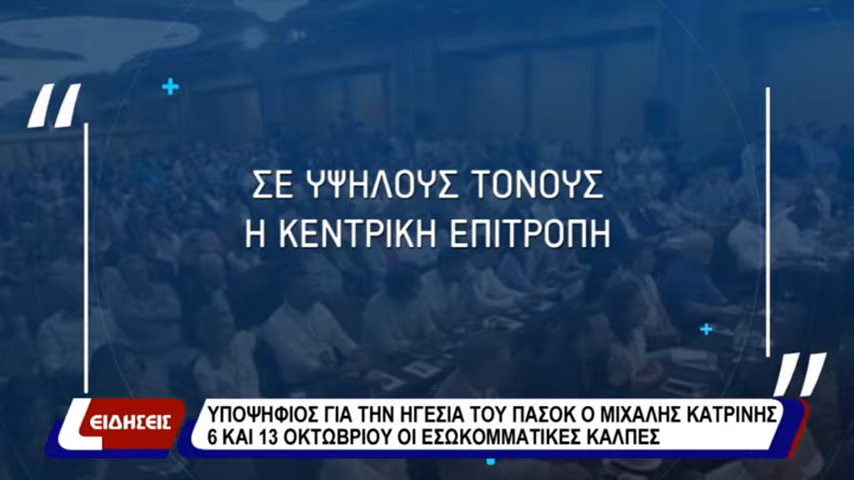 ΣΕ ΥΨΗΛΟΥΣ ΤΟΝΟΥΣ
Η ΚΕΝΤΡΙΚΗ ΕΠΙΤΡΟΠΗ
ΕΙΔΗΣΕΙΣ
ΥΠΟΨΗΦΙΟΣ ΓΙΑ ΤΗΝ ΗΓΕΣΙΑ ΤΟΥ ΠΑΣΟΚ Ο ΜΙΧΑΛΗΣ ΚΑΤΡΙΝΗΣ
6 ΚΑΙ 13 ΟΚΤΩΒΡΙΟΥ ΟΙ ΕΣΩΚΟΜΜΑΤΙΚΕΣ ΚΑΛΠΕΣ